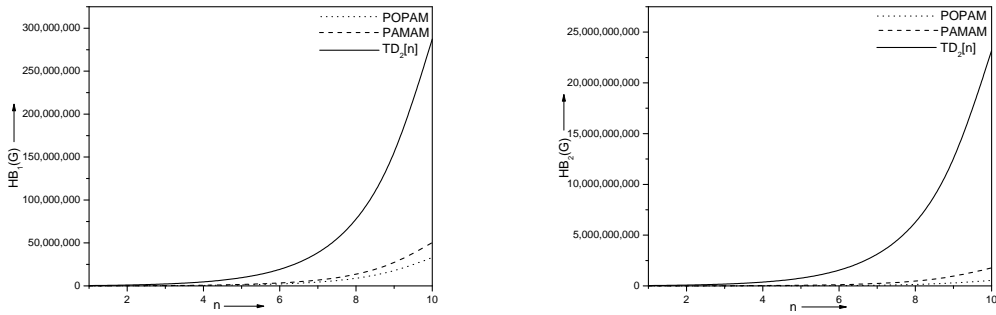 300,000,000
250,000,000
200,000,000
150,000,000
100,000,000
50,000,000
0
HB₁(G)
POPAM
PAMAM
TD₂[n]
2 4 6 8 10
n
25,000,000,000
20,000,000,000
15,000,000,000
10,000,000,000
5,000,000,000
0
HB₂(G)
POPAM
PAMAM
TD₂[n]
2 4 6 8 10
n